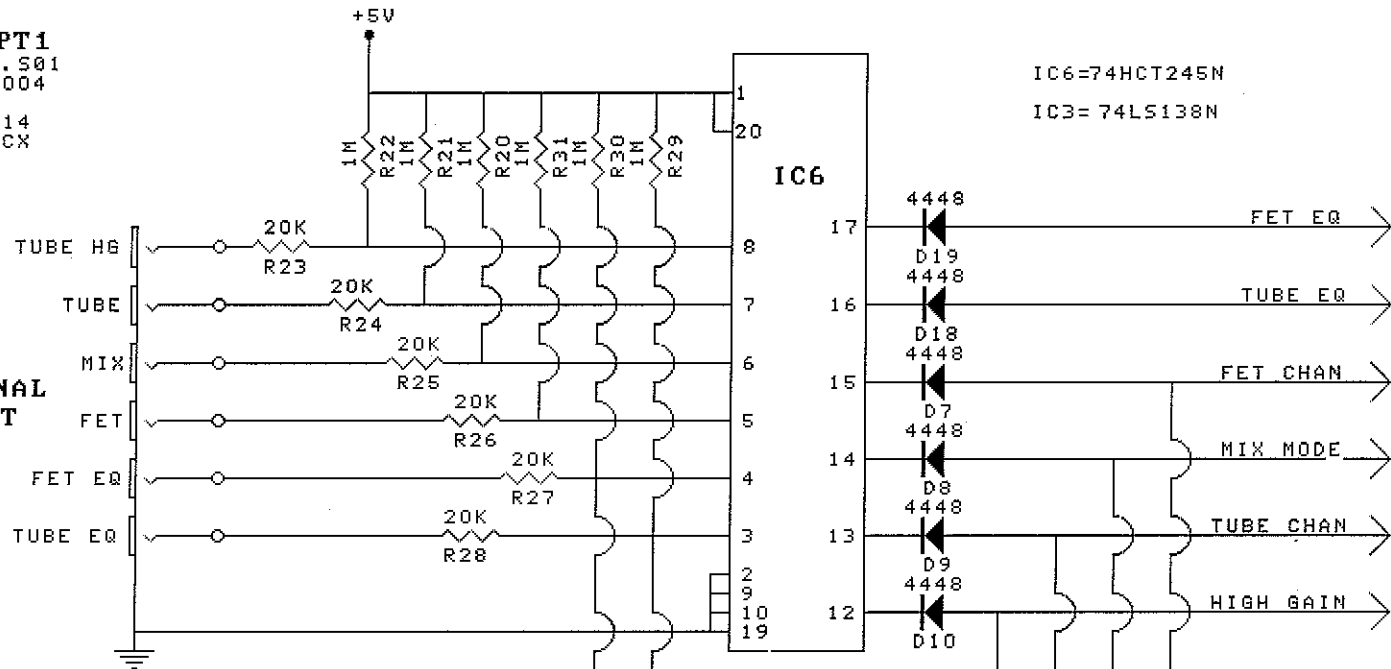 +5V
PT1
.S01
004
14
CX
IC6=74HCT245N
IC3= 74LS138N
1M
R22
1M
R21
1M
R20
1M
R31
1M
R30
1M
R29
1
20
IC6
TUBE HG
20K
R23
8
17
4448
D19
FET EQ
TUBE
20K
R24
7
16
4448
D18
TUBE EQ
MIX
20K
R25
6
15
4448
D7
FET CHAN
NAL
T
FET
20K
R26
5
14
4448
D8
MIX MODE
FET EQ
20K
R27
4
13
4448
D9
TUBE CHAN
TUBE EQ
20K
R28
3
2
9
10
19
12
4448
D10
HIGH GAIN